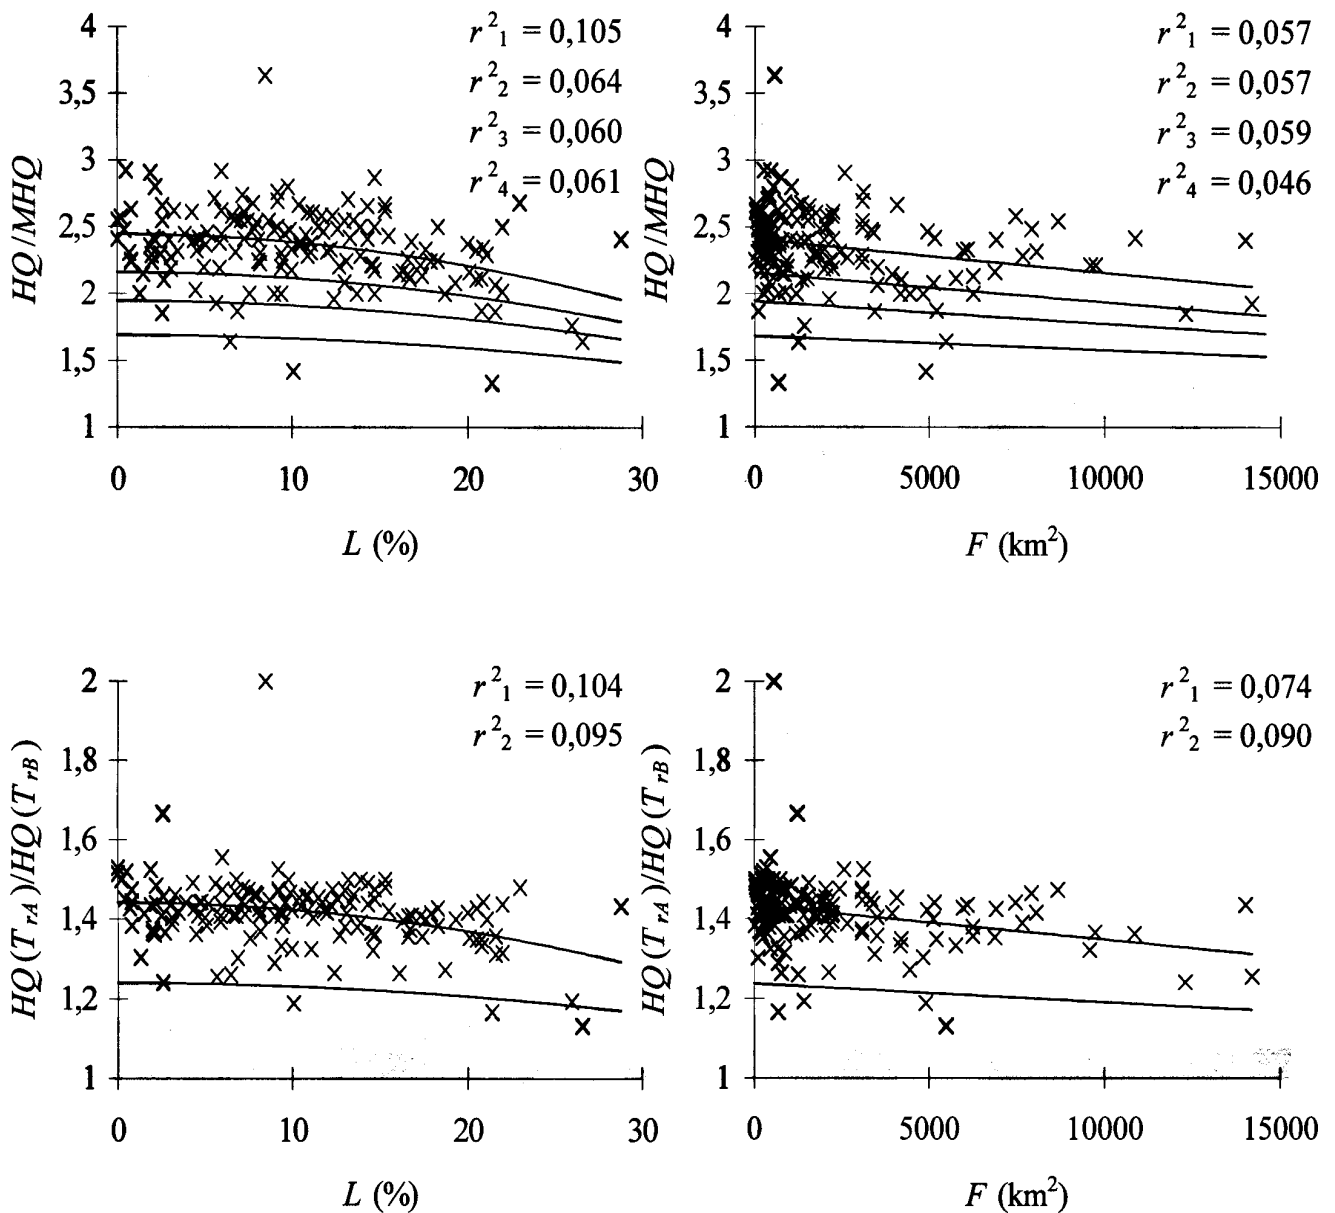 4
3,5
3
2,5
2
1,5
1
HQ/MHQ
r²₁ = 0,105
r²₂ = 0,064
r²₃ = 0,060
r²₄ = 0,061
0 10 20 30
L (%)
4
3,5
3
2,5
2
1,5
1
HQ/MHQ
r²₁ = 0,057
r²₂ = 0,057
r²₃ = 0,059
r²₄ = 0,046
0 5000 10000 15000
F (km²)
2
1,8
1,6
1,4
1,2
1
HQ(T_rA)/HQ(T_rB)
r²₁ = 0,104
r²₂ = 0,095
0 10 20 30
L (%)
2
1,8
1,6
1,4
1,2
1
HQ(T_rA)/HQ(T_rB)
r²₁ = 0,074
r²₂ = 0,090
0 5000 10000 15000
F (km²)